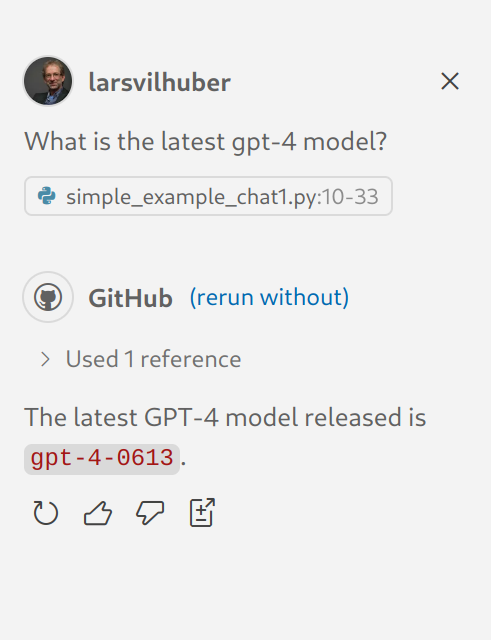 larsvilhuber
What is the latest gpt-4 model?
simple_example_chat1.py:10-33
GitHub (rerun without)
Used 1 reference
The latest GPT-4 model released is
gpt-4-0613.